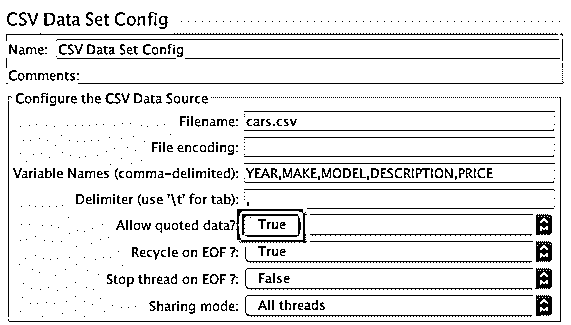 CSV Data Set Config
Name: CSV Data Set Config
Comments:
Configure the CSV Data Source
Filename: cars.csv
File encoding:
Variable Names (comma-delimited): YEAR,MAKE,MODEL,DESCRIPTION,PRICE
Delimiter (use '\t' for tab): ,
Allow quoted data?: True
Recycle on EOF ?: True
Stop thread on EOF ?: False
Sharing mode: All threads